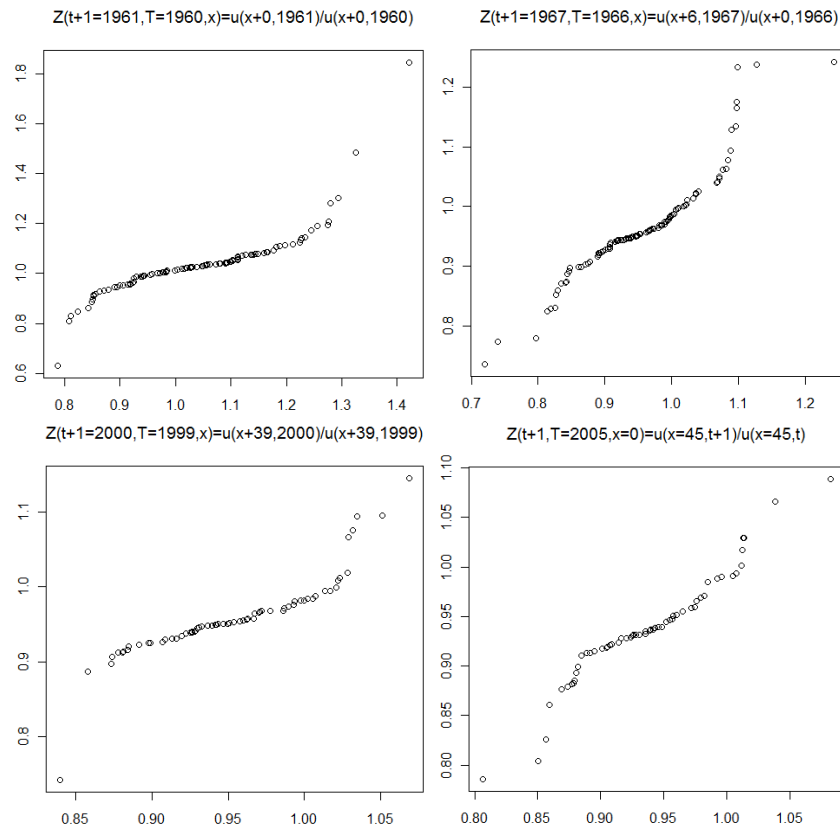 Z(t+1=1961,T=1960,x)=u(x+0,1961)/u(x+0,1960)
Z(t+1=1967,T=1966,x)=u(x+6,1967)/u(x+0,1966)
1.8
1.6
1.4
1.2
1.0
0.8
0.6
0.8 0.9 1.0 1.1 1.2 1.3 1.4
1.2
1.1
1.0
0.9
0.8
0.7 0.8 0.9 1.0 1.1 1.2
Z(t+1=2000,T=1999,x)=u(x+39,2000)/u(x+39,1999)
Z(t+1,T=2005,x=0)=u(x=45,t+1)/u(x=45,t)
1.1
1.0
0.9
0.8
0.85 0.90 0.95 1.00 1.05
1.10
1.05
1.00
0.95
0.90
0.85
0.80
0.80 0.85 0.90 0.95 1.00 1.05